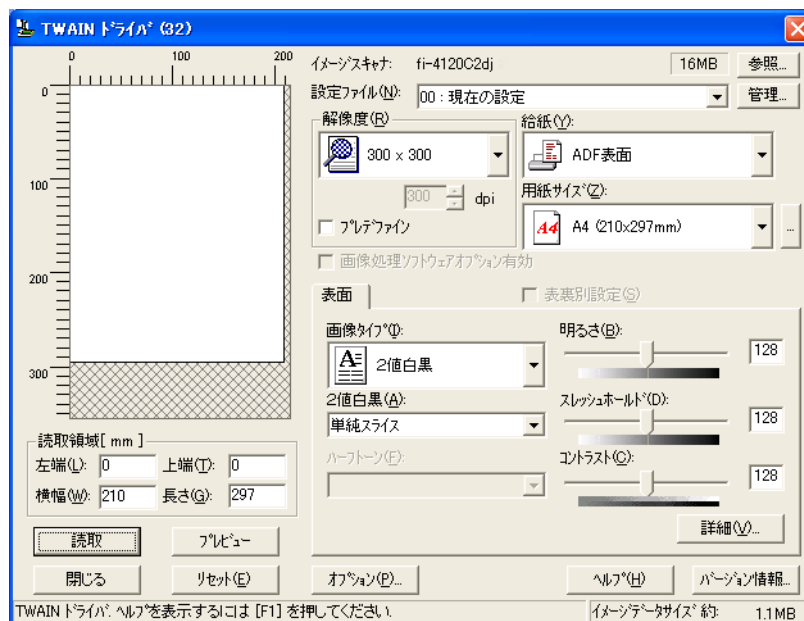 TWAIN ﾄﾞﾗｲﾊﾞ (32)
0 100 200
0
100
200
300
ｲﾒｰｼﾞｽｷｬﾅ: fi-4120C2dj 16MB 参照...
設定ﾌｧｲﾙ(N): 00 : 現在の設定 管理...
解像度(R)
300 x 300
300 dpi
ﾌﾟﾚﾃﾞﾌｧｲﾝ
給紙(Y):
ADF表面
用紙ｻｲｽﾞ(Z):
A4 A4 (210x297mm) ...
画像処理ｿﾌﾄｳｪｱｵﾌﾟｼｮﾝ有効
表面
表裏別設定(S)
画像ﾀｲﾌﾟ(I):
A 2値白黒
2値白黒(A):
単純ｽﾗｲｽ
ﾊｰﾌﾄｰﾝ(F):
明るさ(B):
128
ｽﾚｯｼｭﾎｰﾙﾄﾞ(D):
128
ｺﾝﾄﾗｽﾄ(C):
128
詳細(V)...
読取領域[ mm ]
左端(L): 0 上端(T): 0
横幅(W): 210 長さ(G): 297
読取 ﾌﾟﾚﾋﾞｭｰ
閉じる ﾘｾｯﾄ(E) ｵﾌﾟｼｮﾝ(P)... ﾍﾙﾌﾟ(H) ﾊﾞｰｼﾞｮﾝ情報...
TWAIN ﾄﾞﾗｲﾊﾞ. ﾍﾙﾌﾟを表示するには [F1] を押してください. ｲﾒｰｼﾞﾃﾞｰﾀｻｲｽﾞ 約: 1.1MB